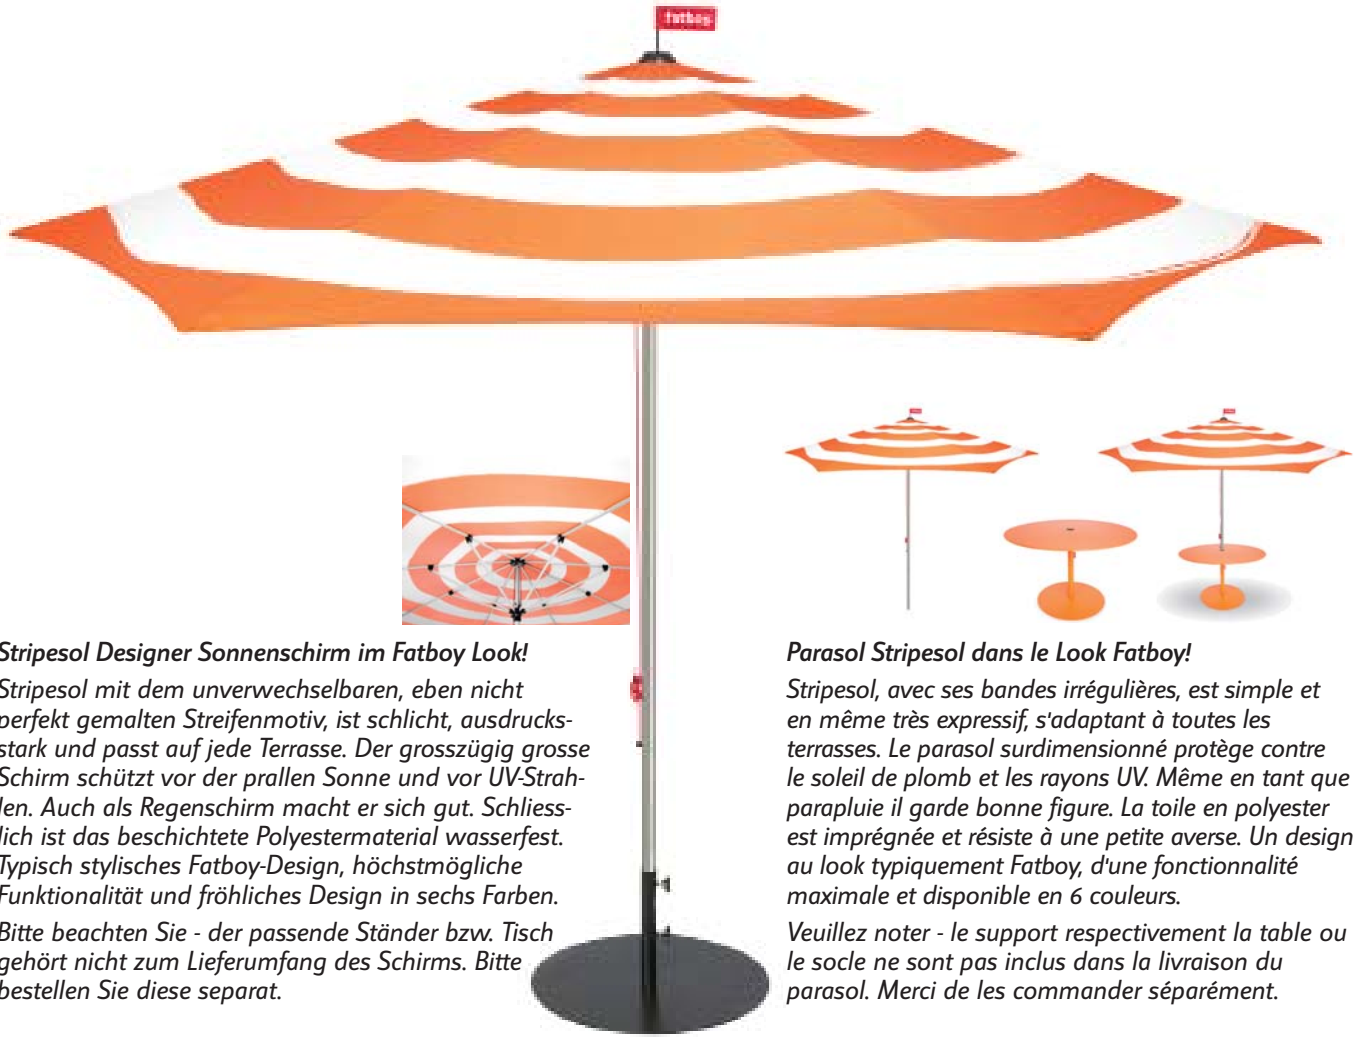 fatboy
Stripesol Designer Sonnenschirm im Fatboy Look!
Stripesol mit dem unverwechselbaren, eben nicht
perfekt gemalten Streifenmotiv, ist schlicht, ausdrucks-
stark und passt auf jede Terrasse. Der grosszügig grosse
Schirm schützt vor der prallen Sonne und vor UV-Strah-
len. Auch als Regenschirm macht er sich gut. Schliess-
lich ist das beschichtete Polyestermaterial wasserfest.
Typisch stylisches Fatboy-Design, höchstmögliche
Funktionalität und fröhliches Design in sechs Farben.
Bitte beachten Sie - der passende Ständer bzw. Tisch
gehört nicht zum Lieferumfang des Schirms. Bitte
bestellen Sie diese separat.
Parasol Stripesol dans le Look Fatboy!
Stripesol, avec ses bandes irrégulières, est simple et
en même très expressif, s'adaptant à toutes les
terrasses. Le parasol surdimensionné protège contre
le soleil de plomb et les rayons UV. Même en tant que
parapluie il garde bonne figure. La toile en polyester
est imprégnée et résiste à une petite averse. Un design
au look typiquement Fatboy, d'une fonctionnalité
maximale et disponible en 6 couleurs.
Veuillez noter - le support respectivement la table ou
le socle ne sont pas inclus dans la livraison du
parasol. Merci de les commander séparément.